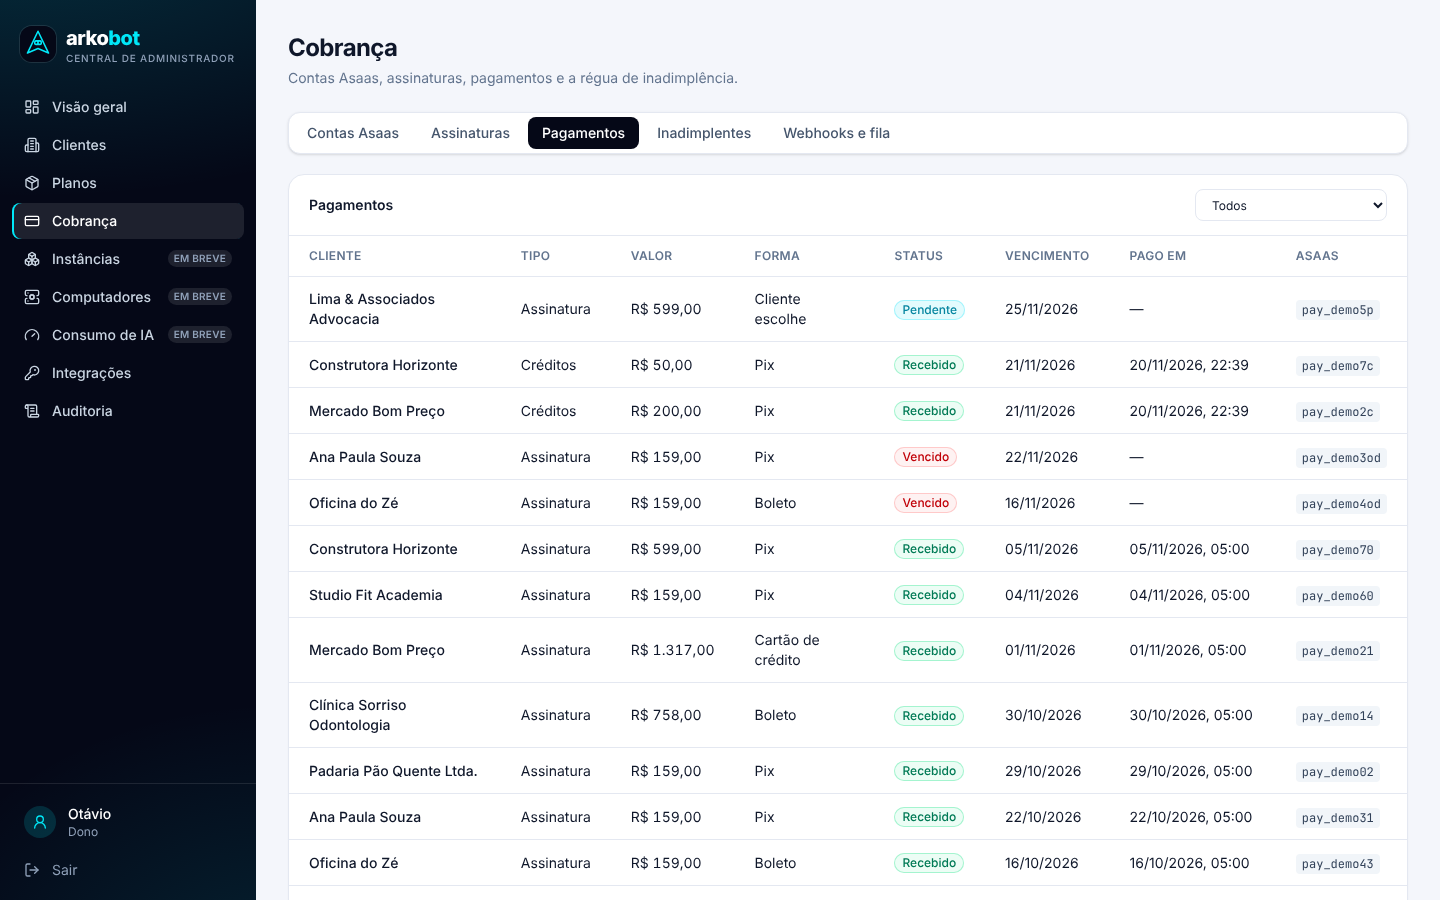 arkobot
CENTRAL DE ADMINISTRADOR
Visão geral
Clientes
Planos
Cobrança
Instâncias EM BREVE
Computadores EM BREVE
Consumo de IA EM BREVE
Integrações
Auditoria
Otávio
Dono
Sair
Cobrança
Contas Asaas, assinaturas, pagamentos e a régua de inadimplência.
Contas Asaas Assinaturas Pagamentos Inadimplentes Webhooks e fila
Pagamentos Todos
CLIENTE TIPO VALOR FORMA STATUS VENCIMENTO PAGO EM ASAAS
Lima & Associados Advocacia Assinatura R$ 599,00 Cliente escolhe Pendente 25/11/2026 — pay_demo5p
Construtora Horizonte Créditos R$ 50,00 Pix Recebido 21/11/2026 20/11/2026, 22:39 pay_demo7c
Mercado Bom Preço Créditos R$ 200,00 Pix Recebido 21/11/2026 20/11/2026, 22:39 pay_demo2c
Ana Paula Souza Assinatura R$ 159,00 Pix Vencido 22/11/2026 — pay_demo3od
Oficina do Zé Assinatura R$ 159,00 Boleto Vencido 16/11/2026 — pay_demo4od
Construtora Horizonte Assinatura R$ 599,00 Pix Recebido 05/11/2026 05/11/2026, 05:00 pay_demo70
Studio Fit Academia Assinatura R$ 159,00 Pix Recebido 04/11/2026 04/11/2026, 05:00 pay_demo60
Mercado Bom Preço Assinatura R$ 1.317,00 Cartão de crédito Recebido 01/11/2026 01/11/2026, 05:00 pay_demo21
Clínica Sorriso Odontologia Assinatura R$ 758,00 Boleto Recebido 30/10/2026 30/10/2026, 05:00 pay_demo14
Padaria Pão Quente Ltda. Assinatura R$ 159,00 Pix Recebido 29/10/2026 29/10/2026, 05:00 pay_demo02
Ana Paula Souza Assinatura R$ 159,00 Pix Recebido 22/10/2026 22/10/2026, 05:00 pay_demo31
Oficina do Zé Assinatura R$ 159,00 Boleto Recebido 16/10/2026 16/10/2026, 05:00 pay_demo43